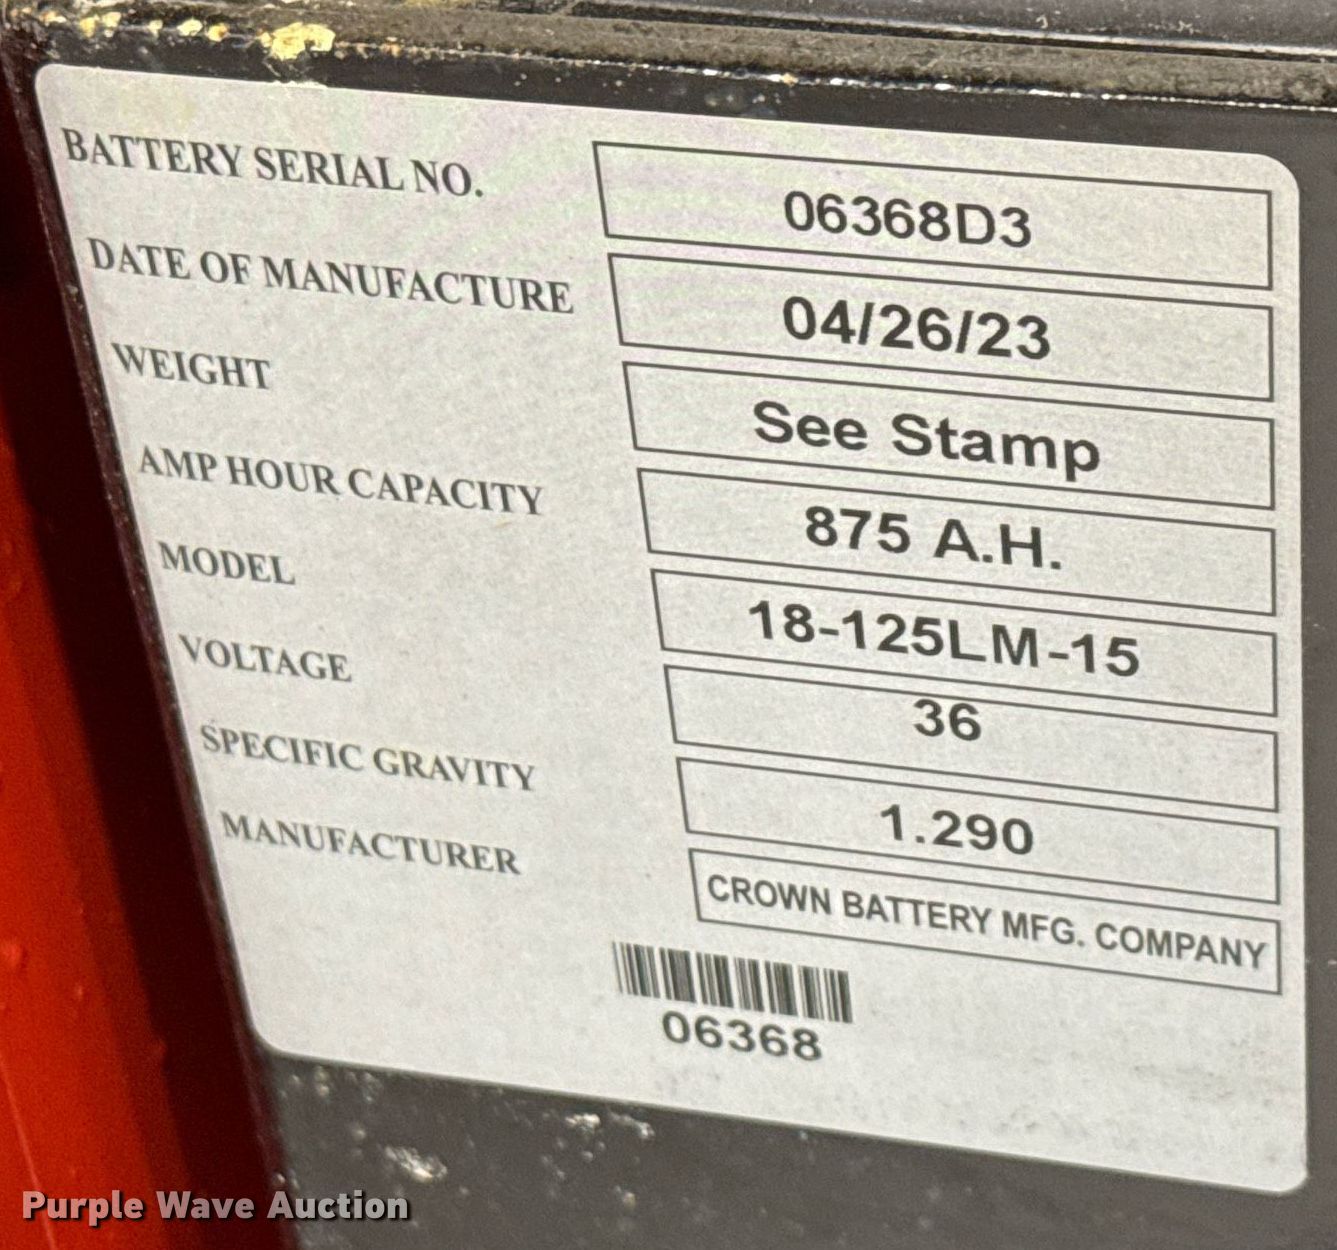 BATTERY SERIAL NO. 06368D3
DATE OF MANUFACTURE 04/26/23
WEIGHT See Stamp
AMP HOUR CAPACITY 875 A.H.
MODEL 18-125LM-15
VOLTAGE 36
SPECIFIC GRAVITY 1.290
MANUFACTURER CROWN BATTERY MFG. COMPANY
06368
Purple Wave Auction